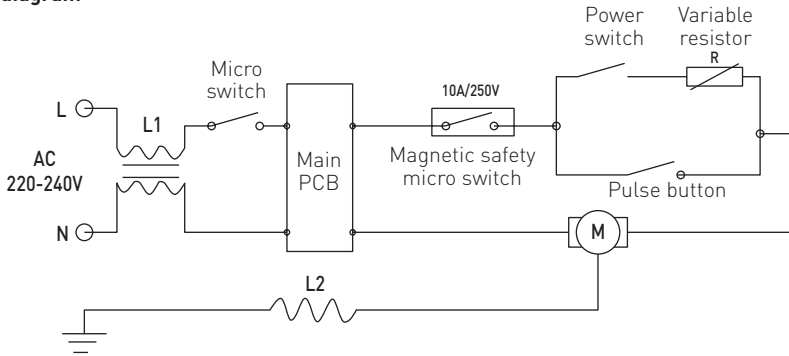 Power
switch
Variable
resistor
R
Micro
switch
10A/250V
L
L1
AC
220-240V
Main
PCB
Magnetic safety
micro switch
Pulse button
N
M
L2